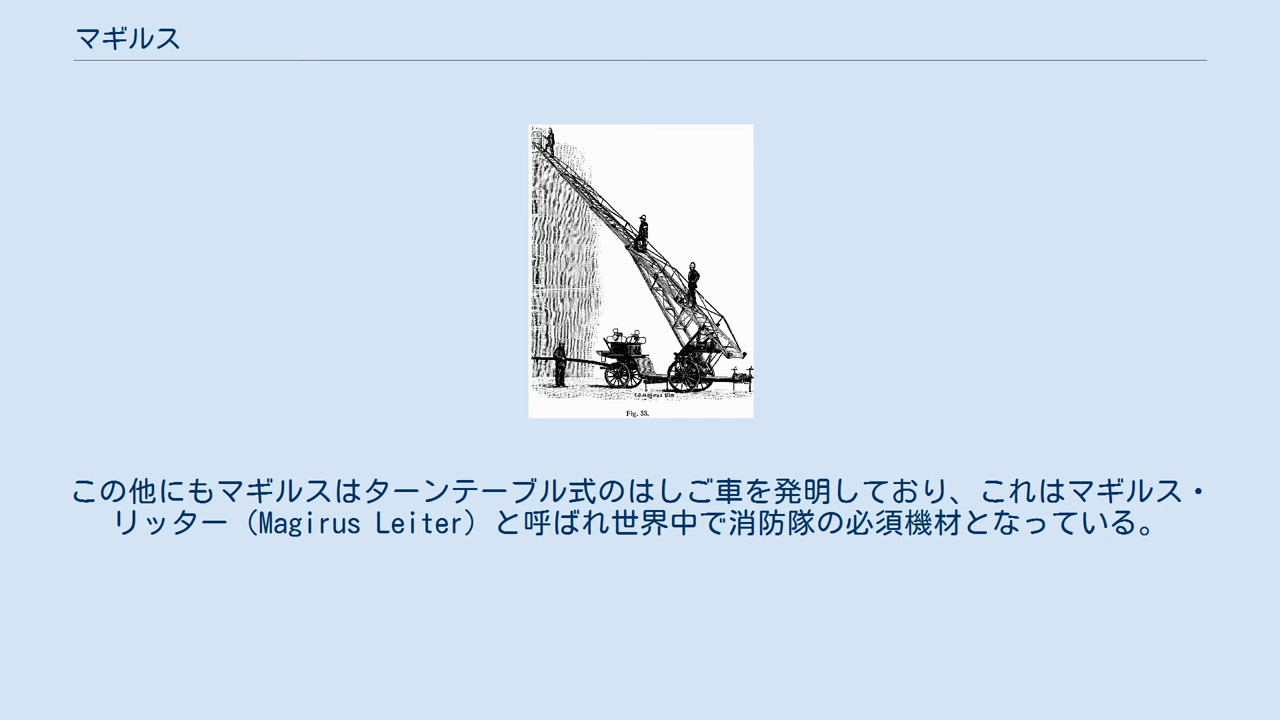 マギルス
C.D.Magirus Ulm
Fig. 33.
この他にもマギルスはターンテーブル式のはしご車を発明しており、これはマギルス・
リッター（Magirus Leiter）と呼ばれ世界中で消防隊の必須機材となっている。